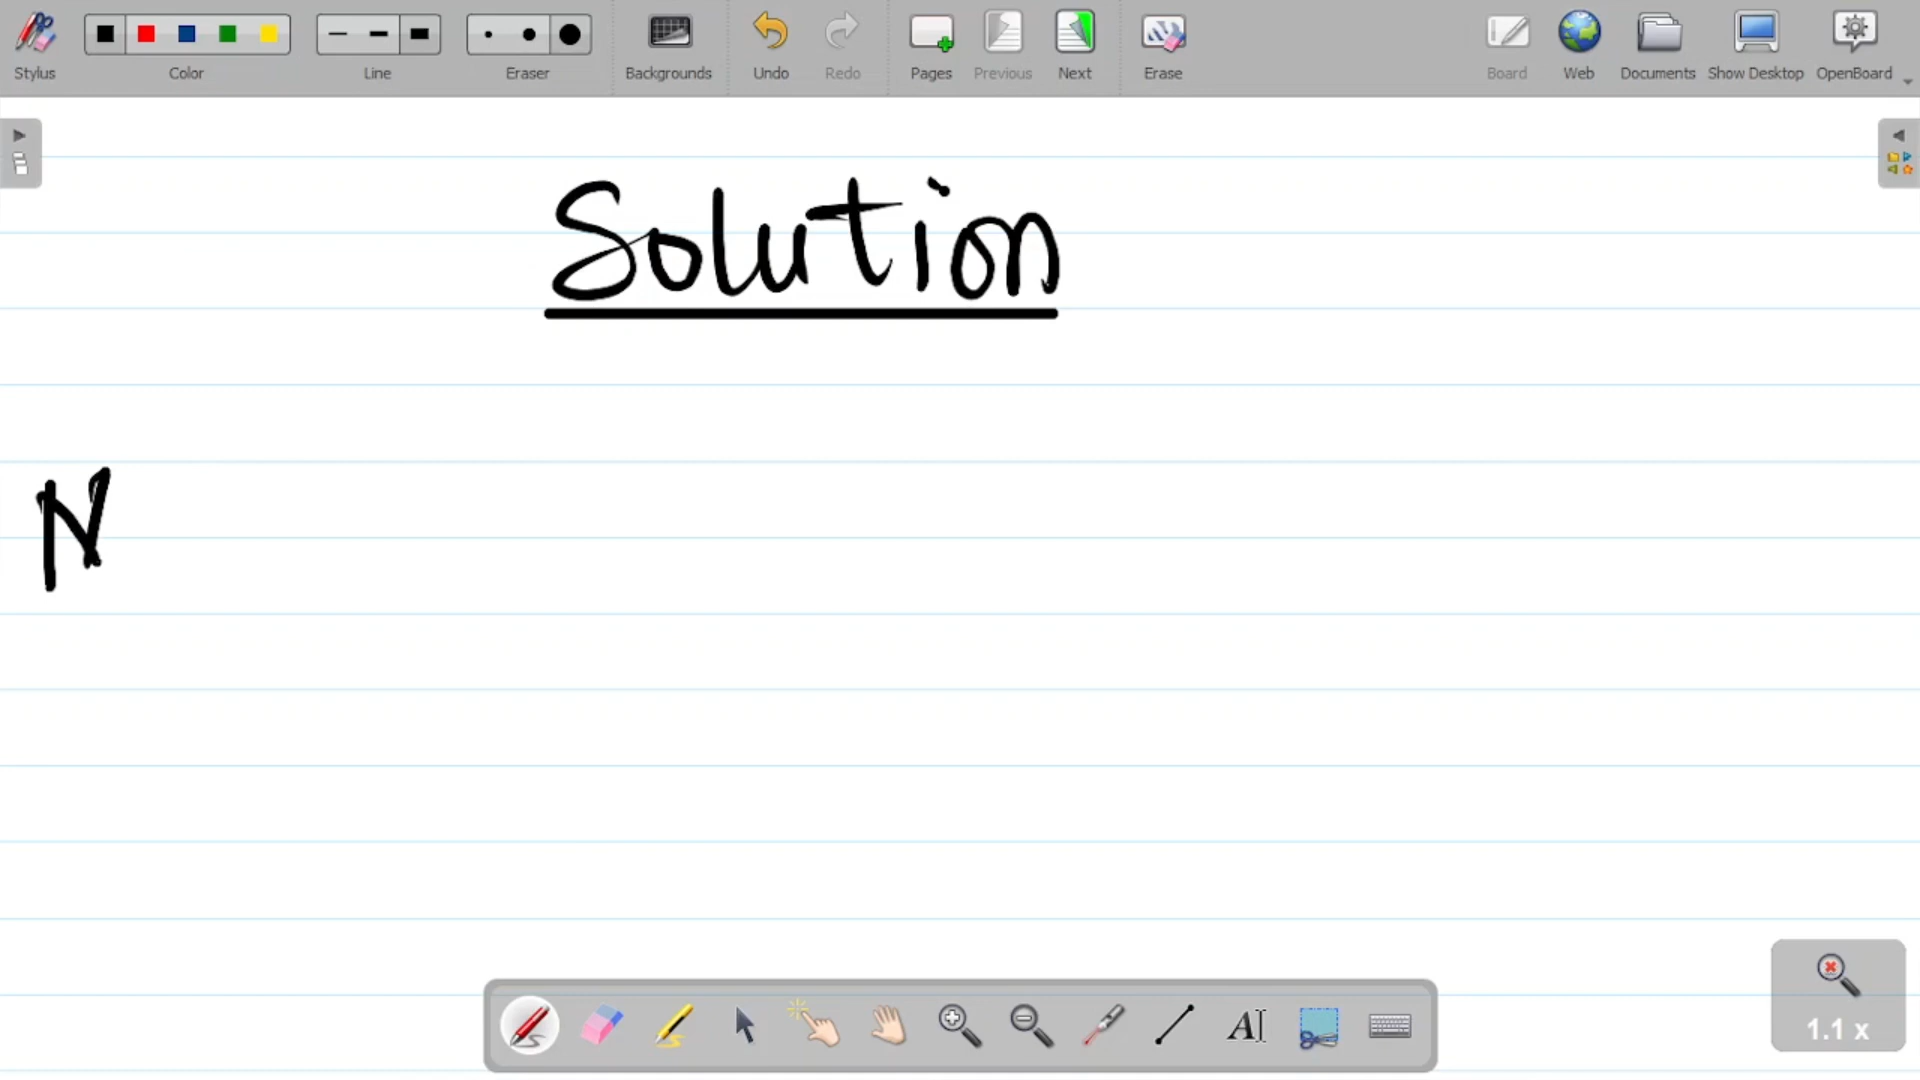 Stylus Color Line Eraser Backgrounds Undo Redo Pages Previous Next Erase Board Web Documents Show Desktop OpenBoard
Solution
N
1.1 x